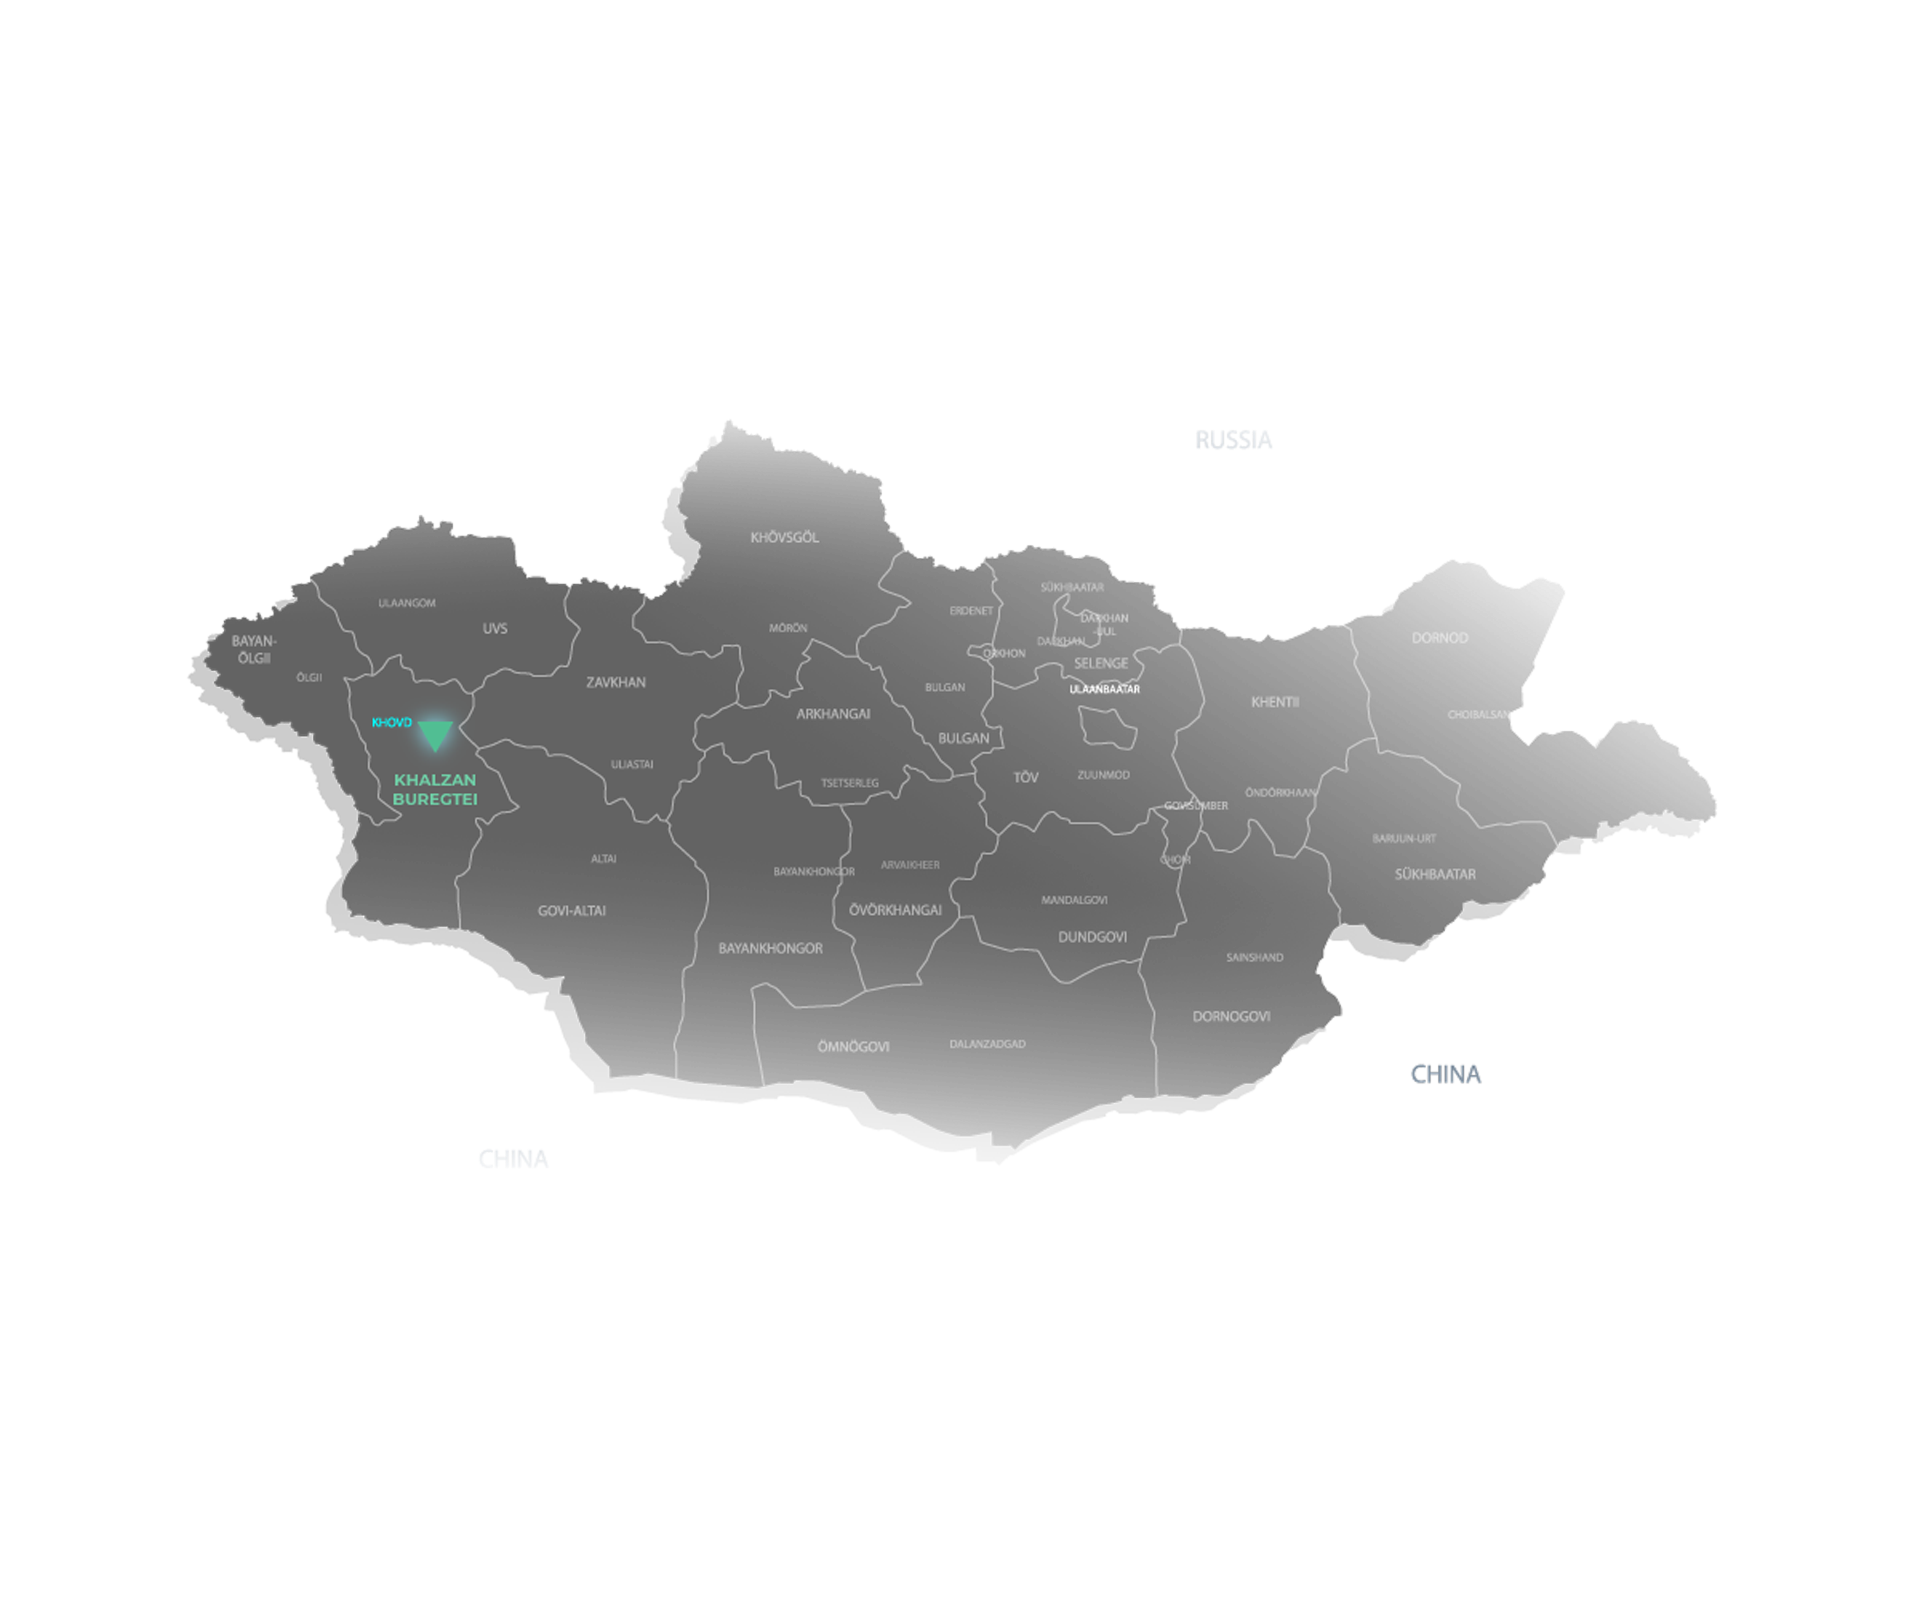 RUSSIA
KHÖVSGÖL
SÜKHBAATAR
ULAANGOM
ERDENET
DARKHAN
-UUL
UVS
MÖRÖN
BAYAN-
ÖLGII
DARKHAN
DORNOD
ORKHON
SELENGE
ÖLGII
ZAVKHAN
BULGAN
ULAANBAATAR
KHENTII
ARKHANGAI
CHOIBALSAN
KHOVD
BULGAN
ULIASTAI
TÖV
ZUUNMOD
KHALZAN
BUREGTEI
TSETSERLEG
ÖNDÖRKHAAN
GOVISÜMBER
BARUUN-URT
ALTAI
CHOIR
ARVAIKHEER
BAYANKHONGOR
SÜKHBAATAR
MANDALGOVI
GOVI-ALTAI
ÖVÖRKHANGAI
DUNDGOVI
BAYANKHONGOR
SAINSHAND
DORNOGOVI
ÖMNÖGOVI
DALANZADGAD
CHINA
CHINA